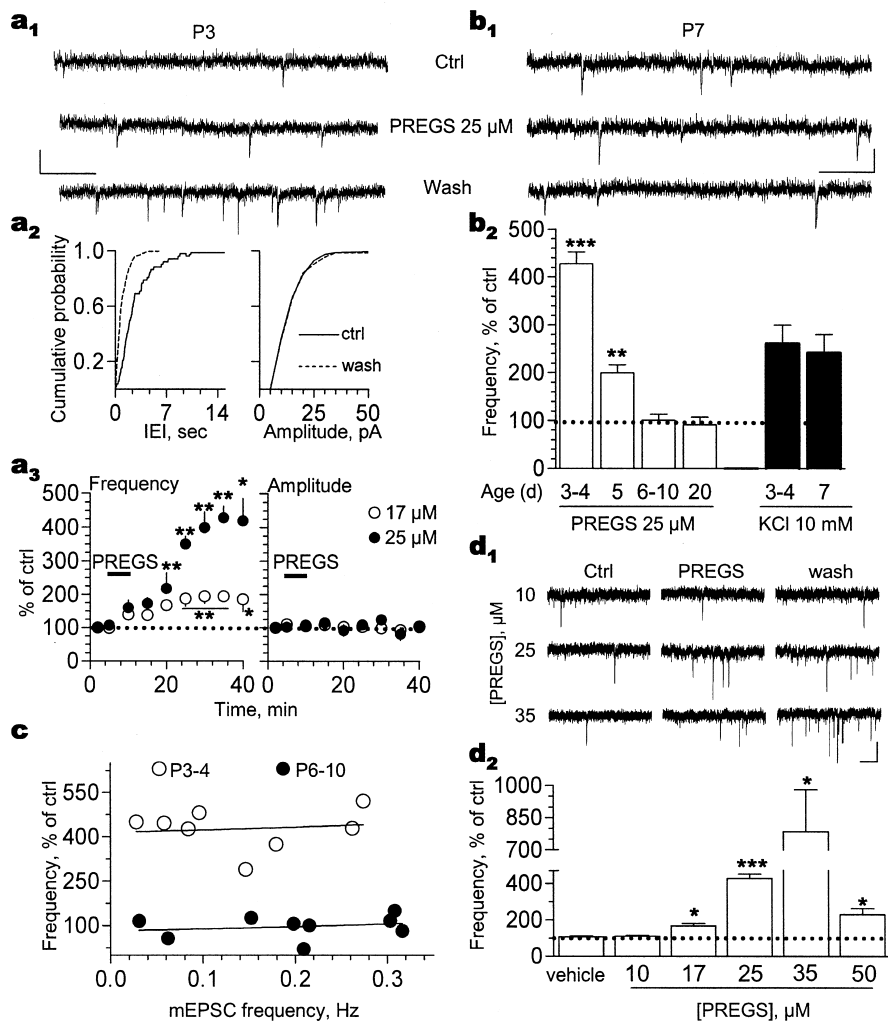 a1
P3
b1
P7
Ctrl
PREGS 25 µM
Wash
a2
Cumulative probability
1.0
0.6
0.2
ctrl
wash
0 7 14
0 25 50
IEI, sec
Amplitude, pA
b2
Frequency, % of ctrl
500
400
300
200
100
0
***
**
Age (d) 3-4 5 6-10 20 3-4 7
PREGS 25 µM
KCl 10 mM
a3
Frequency
Amplitude
17 µM
25 µM
% of ctrl
500
400
300
200
100
0
PREGS
PREGS
**
**
**
**
*
**
*
0 20 40
0 20 40
Time, min
d1
Ctrl
PREGS
wash
[PREGS], µM
10
25
35
c
P3-4
P6-10
Frequency, % of ctrl
550
400
250
100
0.0 0.1 0.2 0.3
mEPSC frequency, Hz
d2
Frequency, % of ctrl
1000
850
700
400
200
0
*
***
*
*
vehicle 10 17 25 35 50
[PREGS], µM